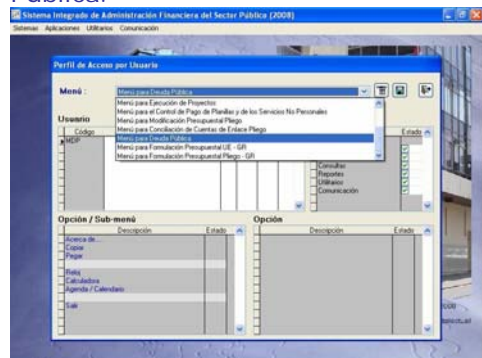 Pública.
Sistema Integrado de Administración Financiera del Sector Público (2008)
Sistemas Aplicaciones Utilitarios Comunicación
Perfil de Acceso por Usuario
Menú : Menú para Deuda Pública
Menú para Ejecución de Proyectos
Menú para el Control de Pago de Planillas y de los Servicios No Personales
Menú para Modificación Presupuestal Pliego
Menú para Conciliación de Cuentas de Enlace Pliego
Menú para Deuda Pública
Menú para Formulación Presupuestal UE - GR
Menú para Formulación Presupuestal Pliego - GR
Usuario
Código Estado
MDP
Consultas
Reportes
Utilitarios
Comunicación
Opción / Sub-menú Opción
Descripción Estado Descripción Estado
Acerca de...
Copiar
Pegar
Reloj
Calculadora
Agenda / Calendario
Salir